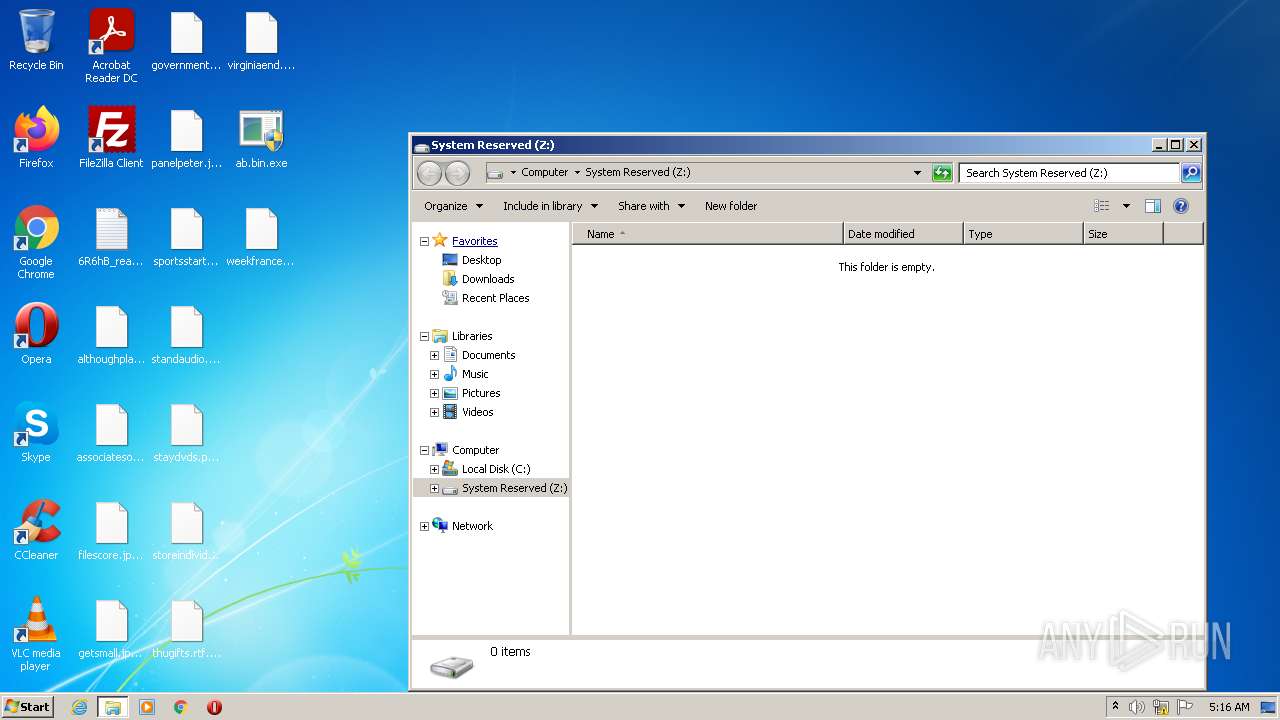 Recycle Bin
Acrobat
Reader DC
government...
virginiaend....
Firefox
FileZilla Client
panelpeter.j...
ab.bin.exe
Google
Chrome
6R6hB_rea...
sportsstart...
weekfrance...
Opera
althoughpla...
standaudio....
Skype
associateso...
staydvds.p...
CCleaner
filescore.jp...
storeindivid...
VLC media
player
getsmall.jp...
thugifts.rtf....
System Reserved (Z:)
Computer
System Reserved (Z:)
Search System Reserved (Z:)
Organize
Include in library
Share with
New folder
Name
Date modified
Type
Size
This folder is empty.
Favorites
Desktop
Downloads
Recent Places
Libraries
Documents
Music
Pictures
Videos
Computer
Local Disk (C:)
System Reserved (Z:)
Network
0 items
ANY RUN
Start
5:16 AM